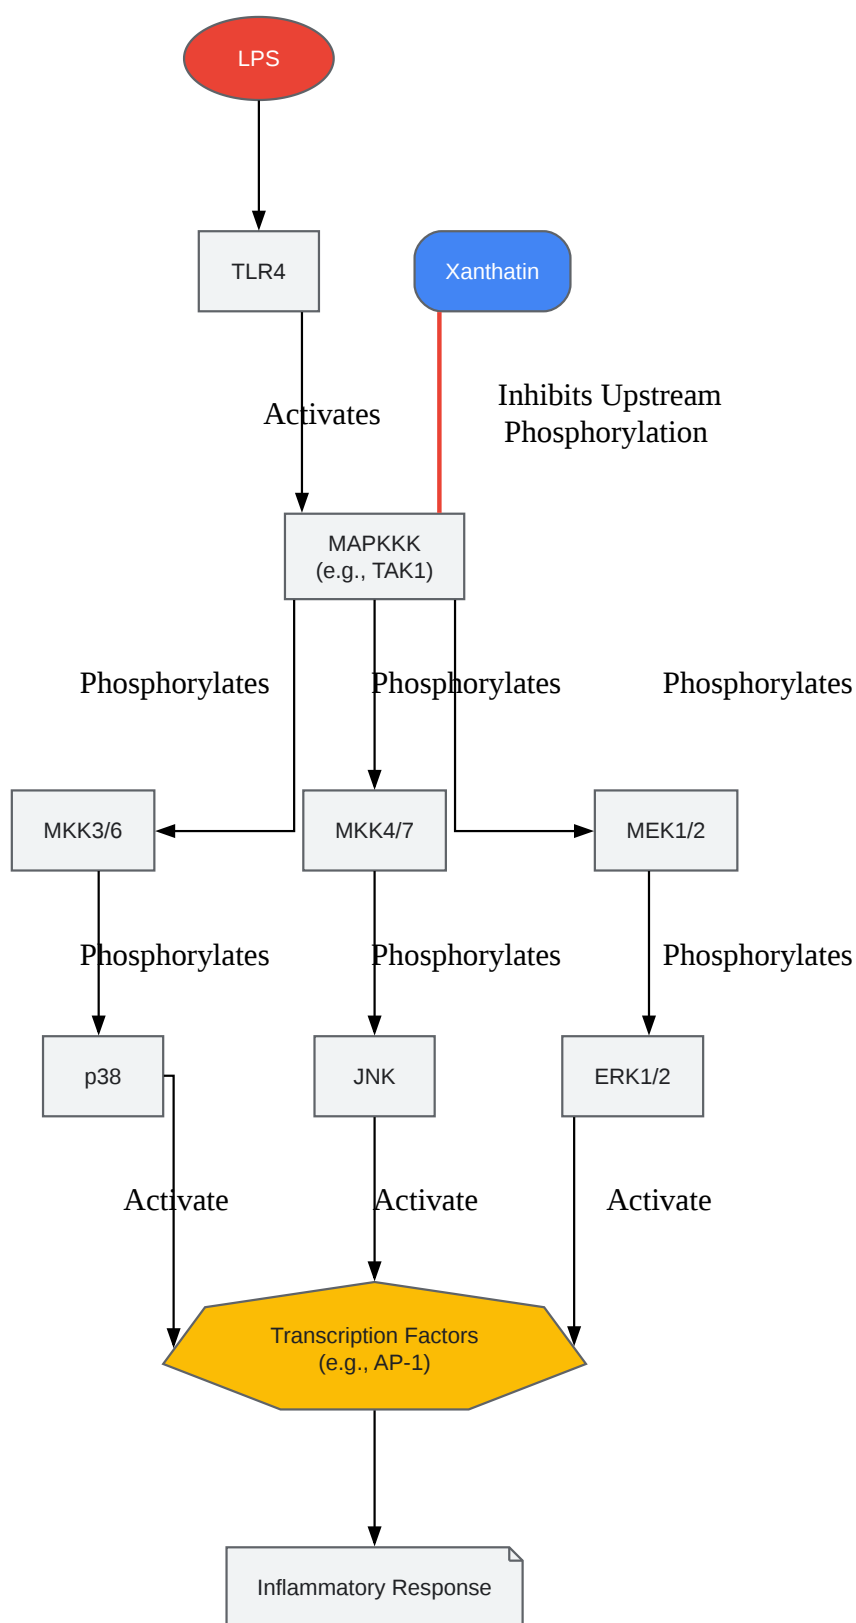 LPS
TLR4
Xanthatin
Activates
Inhibits Upstream
Phosphorylation
MAPKKK
(e.g., TAK1)
Phosphorylates
Phosphorylates
Phosphorylates
MKK3/6
MKK4/7
MEK1/2
Phosphorylates
Phosphorylates
Phosphorylates
p38
JNK
ERK1/2
Activate
Activate
Activate
Transcription Factors
(e.g., AP-1)
Inflammatory Response